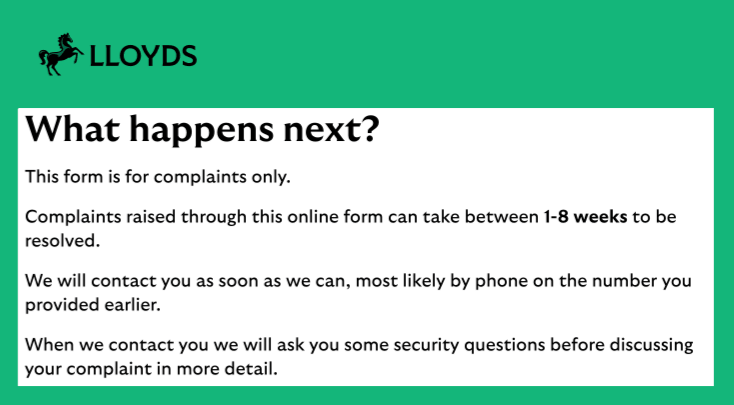 LLOYDS
What happens next?
This form is for complaints only.
Complaints raised through this online form can take between 1-8 weeks to be
resolved.
We will contact you as soon as we can, most likely by phone on the number you
provided earlier.
When we contact you we will ask you some security questions before discussing
your complaint in more detail.